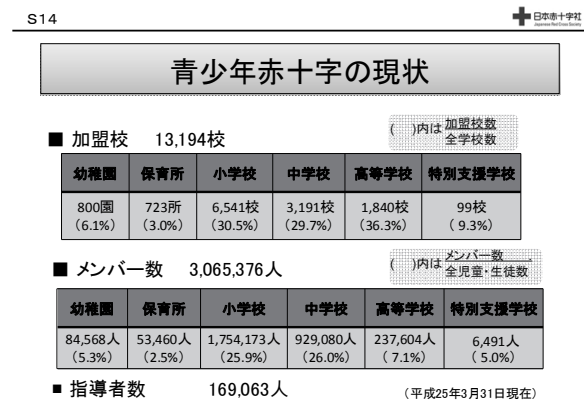 S14
日本赤十字社
Japanese Red Cross Society
青少年赤十字の現状
■ 加盟校 13,194校
( )内は 加盟校数
全学校数
幼稚園 保育所 小学校 中学校 高等学校 特別支援学校
800園 723所 6,541校 3,191校 1,840校 99校
（6.1%） （3.0%） （30.5%） （29.7%） （36.3%） （ 9.3%）
■ メンバー数 3,065,376人
( )内は メンバー数 .
全児童・生徒数
幼稚園 保育所 小学校 中学校 高等学校 特別支援学校
84,568人 53,460人 1,754,173人 929,080人 237,604人 6,491人
（5.3%） （2.5%） （25.9%） （26.0%） （ 7.1%） （ 5.0%）
■ 指導者数 169,063人
（平成25年3月31日現在）